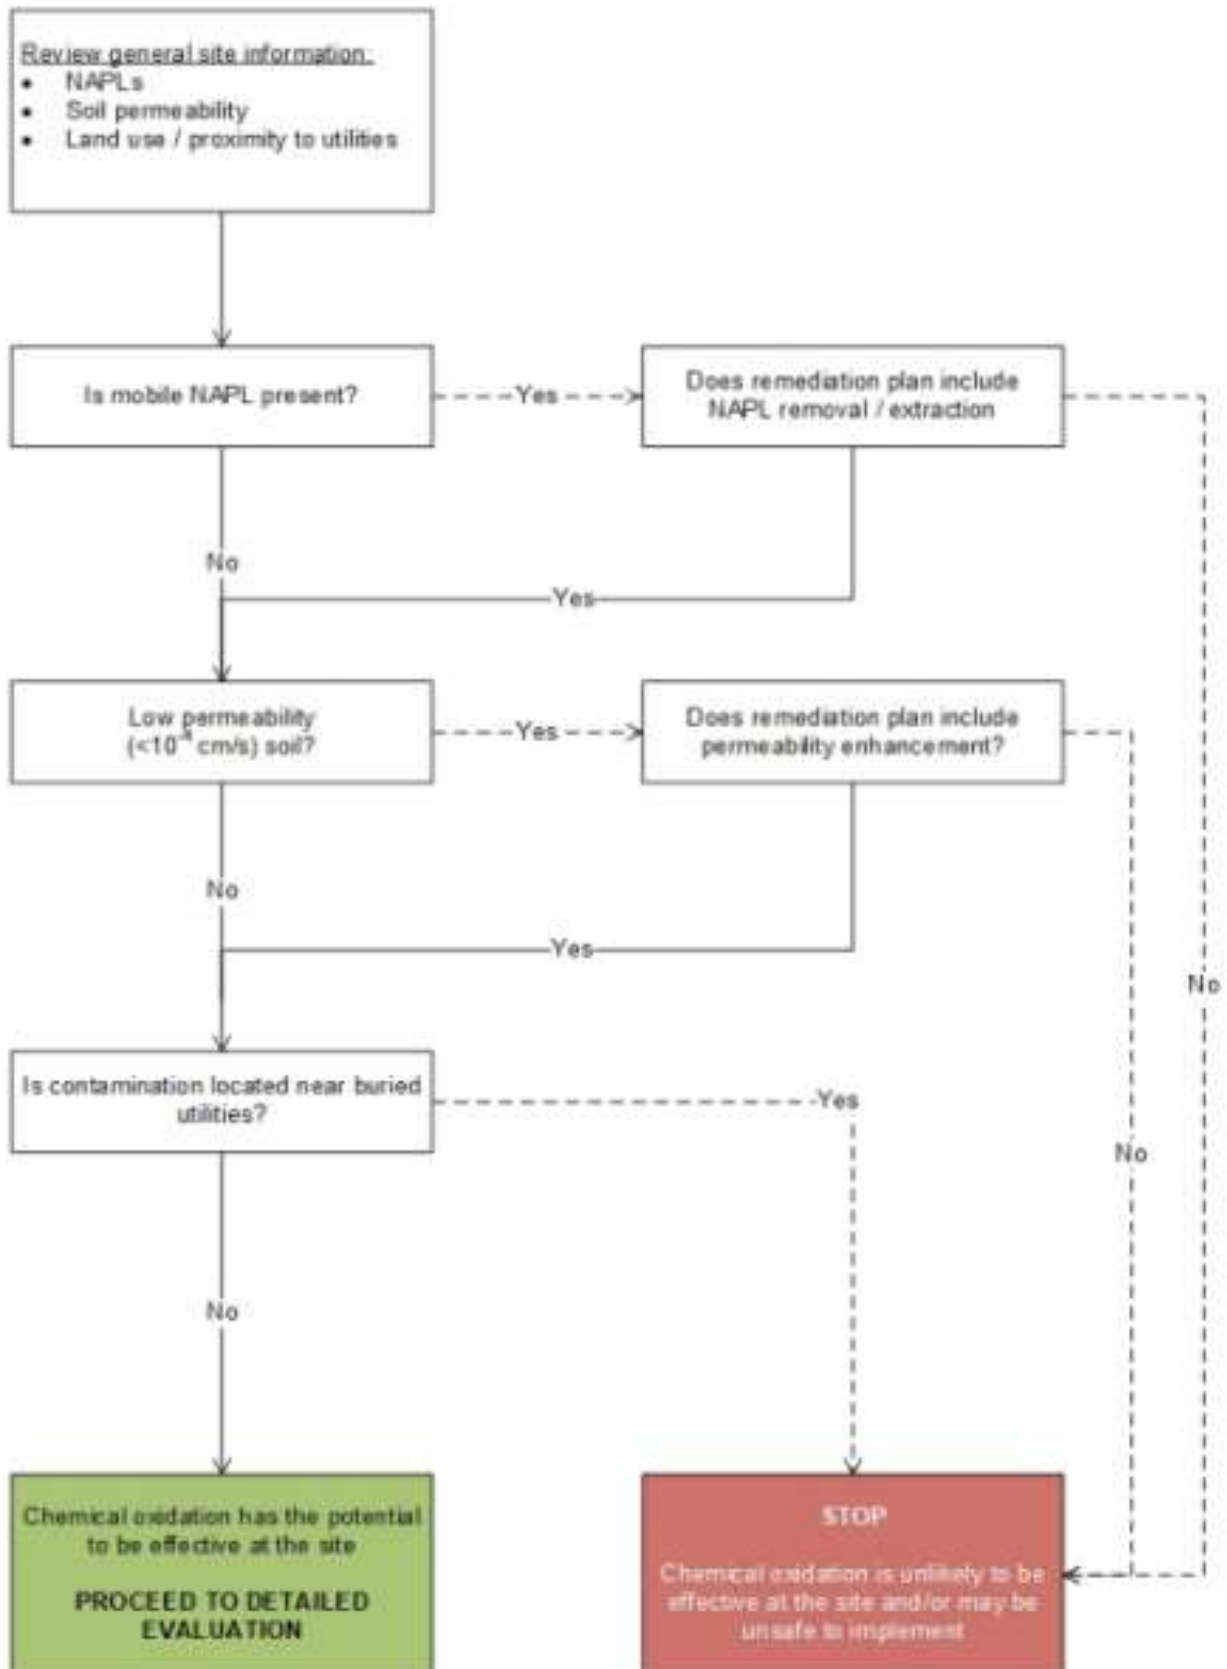 Review general site information:
• NAPLs
• Soil permeability
• Land use / proximity to utilities
Is mobile NAPL present?
Yes
Does remediation plan include
NAPL removal / extraction
No
Yes
Low permeability
(<10⁻⁴ cm/s) soil?
Yes
Does remediation plan include
permeability enhancement?
No
Yes
No
Is contamination located near buried
utilities?
Yes
No
No
Chemical oxidation has the potential
to be effective at the site
PROCEED TO DETAILED
EVALUATION
STOP
Chemical oxidation is unlikely to be
effective at the site and/or may be
unsafe to implement